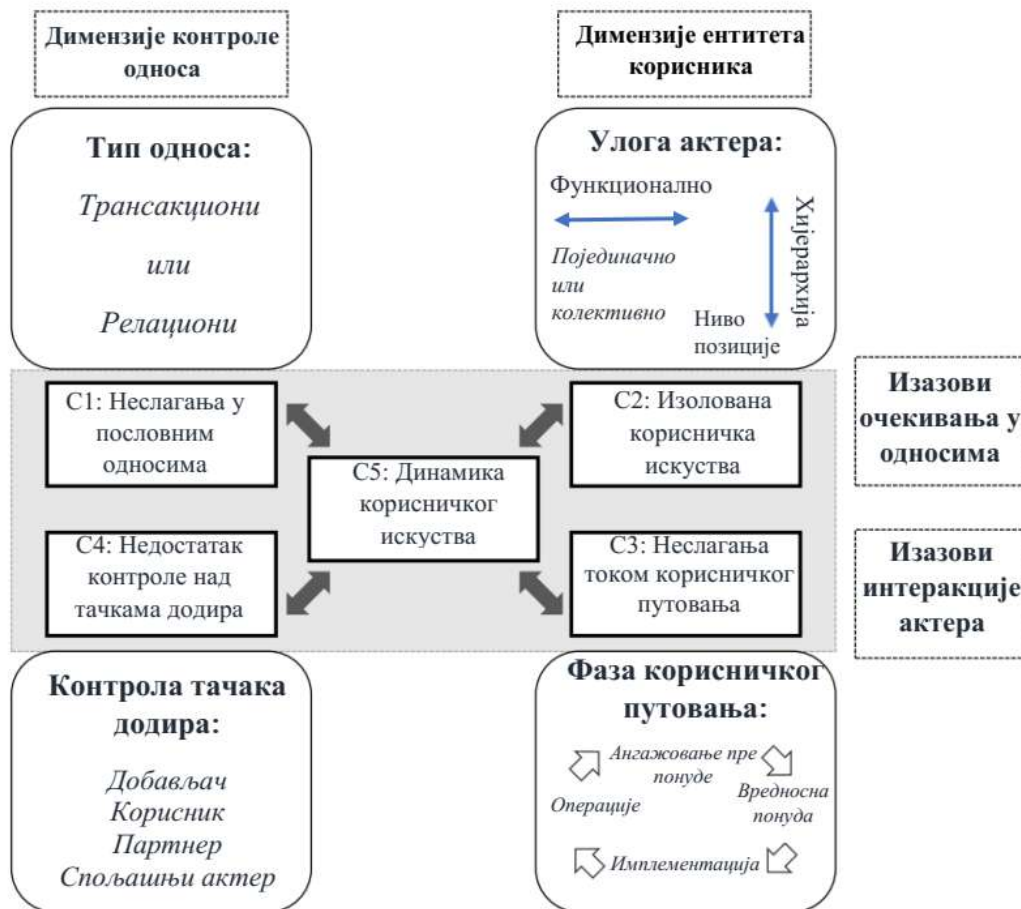 Димензије контроле
односа
Димензије ентитета
корисника
Тип односа:
Трансакциони
или
Релациони
Улога актера:
Функционално
Појединачно
или
колективно
Хијерархија
Ниво
позиције
C1: Неслагања у
пословним
односима
C2: Изолована
корисничка
искуства
Изазови
очекивања у
односима
C5: Динамика
корисничког
искуства
C4: Недостатак
контроле над
тачкама додира
C3: Неслагања
током корисничког
путовања
Изазови
интеракције
актера
Контрола тачака
додира:
Добављач
Корисник
Партнер
Спољашњи актер
Фаза корисничког
путовања:
Ангажовање пре
понуде
Вредносна
понуда
Имплементација
Операције